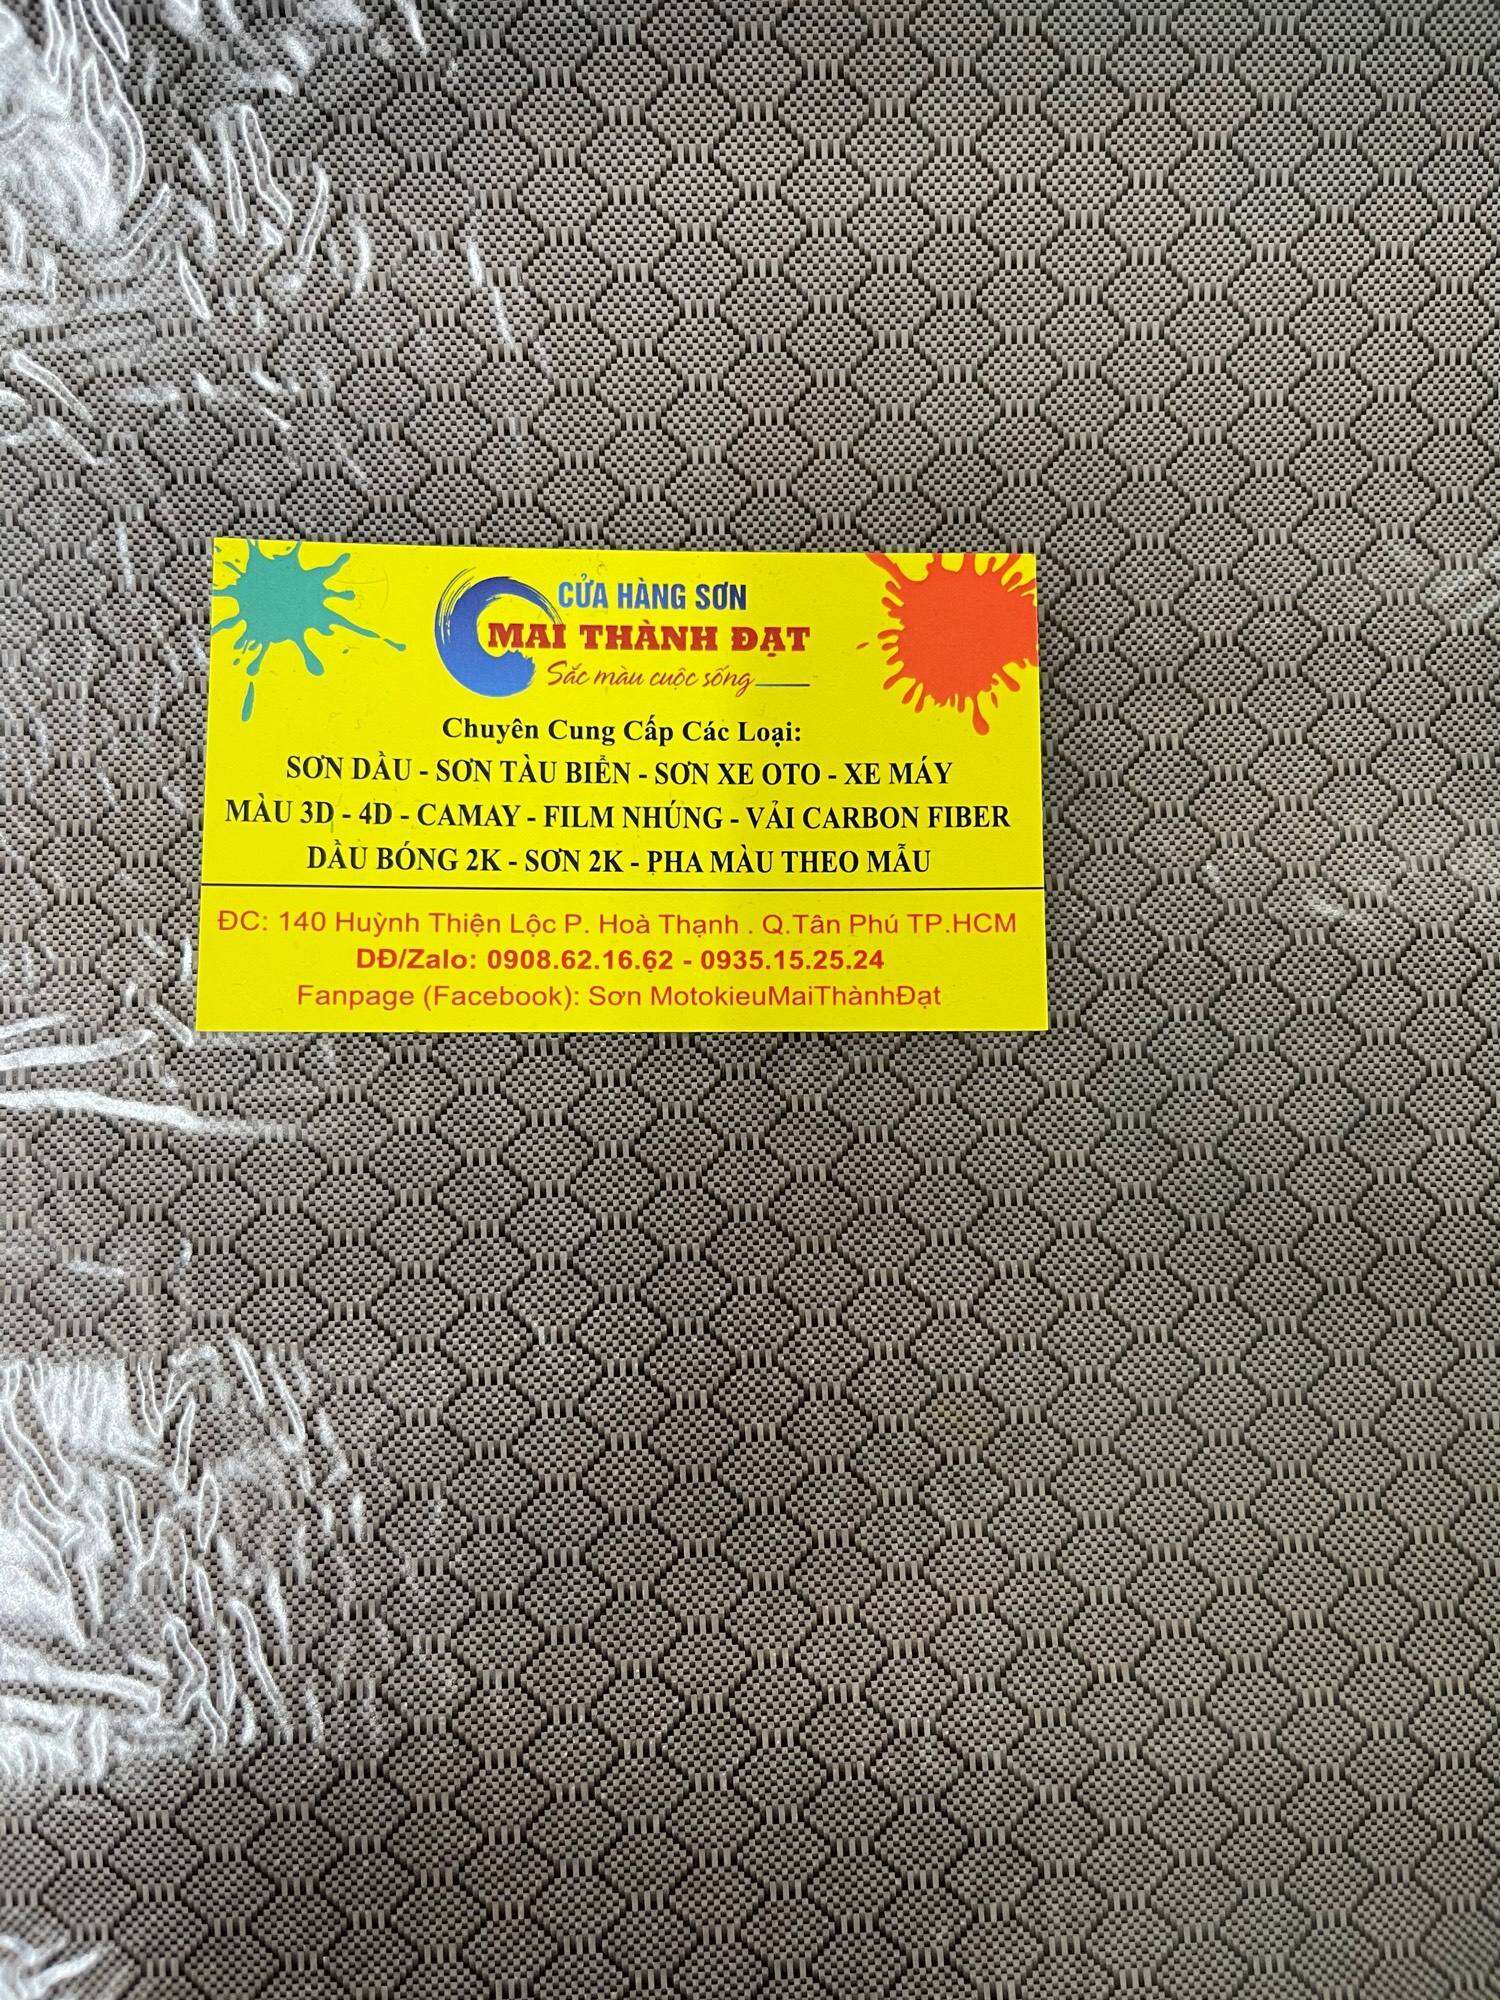 CỬA HÀNG SƠN
MAI THÀNH ĐẠT
Sắc màu cuộc sống
Chuyên Cung Cấp Các Loại:
SƠN DẦU - SƠN TÀU BIỂN - SƠN XE OTO - XE MÁY
MÀU 3D - 4D - CAMAY - FILM NHÚNG - VẢI CARBON FIBER
DẦU BÓNG 2K - SƠN 2K - PHA MÀU THEO MẪU
ĐC: 140 Huỳnh Thiện Lộc P. Hoà Thạnh . Q.Tân Phú TP.HCM
DĐ/Zalo: 0908.62.16.62 - 0935.15.25.24
Fanpage (Facebook): Sơn MotokieuMaiThànhĐạt